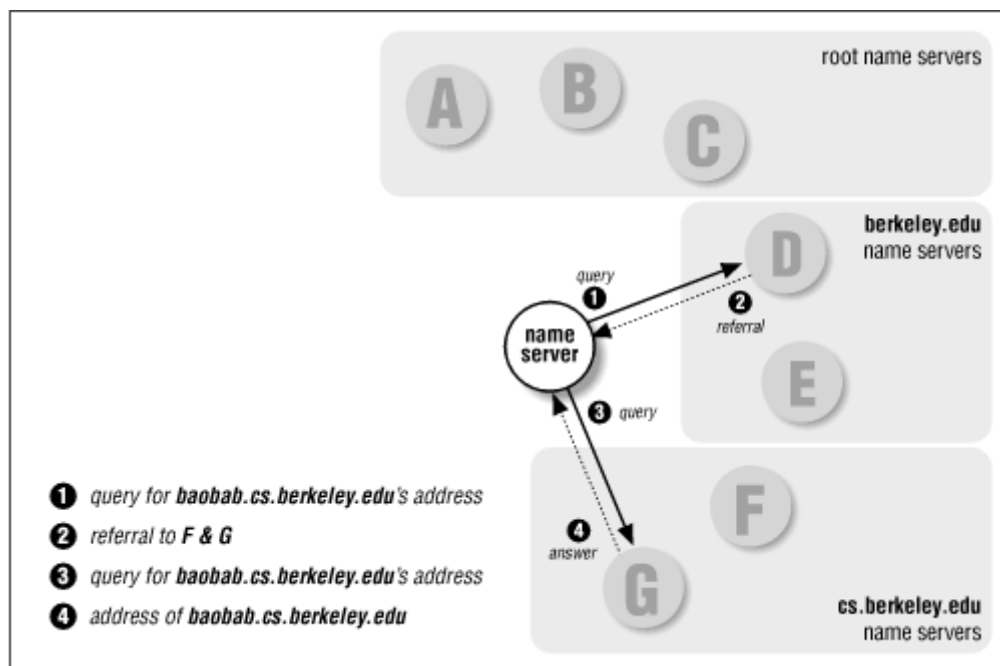 root name servers
A
B
C
berkeley.edu
name servers
D
query
1
2
referral
name
server
E
3 query
F
4
answer
G
cs.berkeley.edu
name servers
1 query for baobab.cs.berkeley.edu's address
2 referral to F & G
3 query for baobab.cs.berkeley.edu's address
4 address of baobab.cs.berkeley.edu